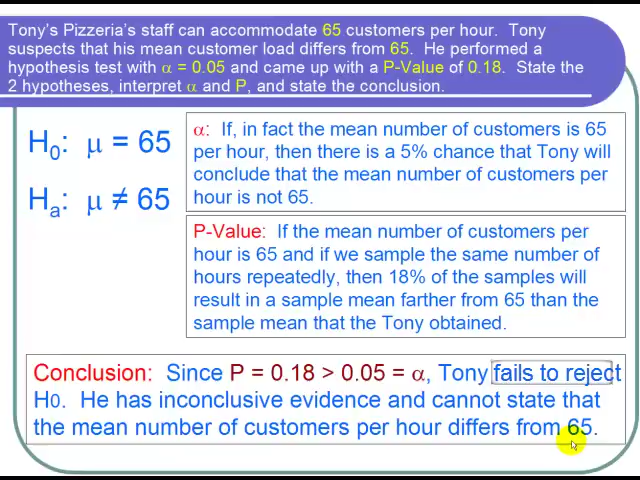 Tony's Pizzeria's staff can accommodate 65 customers per hour. Tony
suspects that his mean customer load differs from 65. He performed a
hypothesis test with α = 0.05 and came up with a P-Value of 0.18. State the
2 hypotheses, interpret α and P, and state the conclusion.
H0: μ = 65
Ha: μ ≠ 65
α: If, in fact the mean number of customers is 65
per hour, then there is a 5% chance that Tony will
conclude that the mean number of customers per
hour is not 65.
P-Value: If the mean number of customers per
hour is 65 and if we sample the same number of
hours repeatedly, then 18% of the samples will
result in a sample mean farther from 65 than the
sample mean that the Tony obtained.
Conclusion: Since P = 0.18 > 0.05 = α, Tony fails to reject
H0. He has inconclusive evidence and cannot state that
the mean number of customers per hour differs from 65.